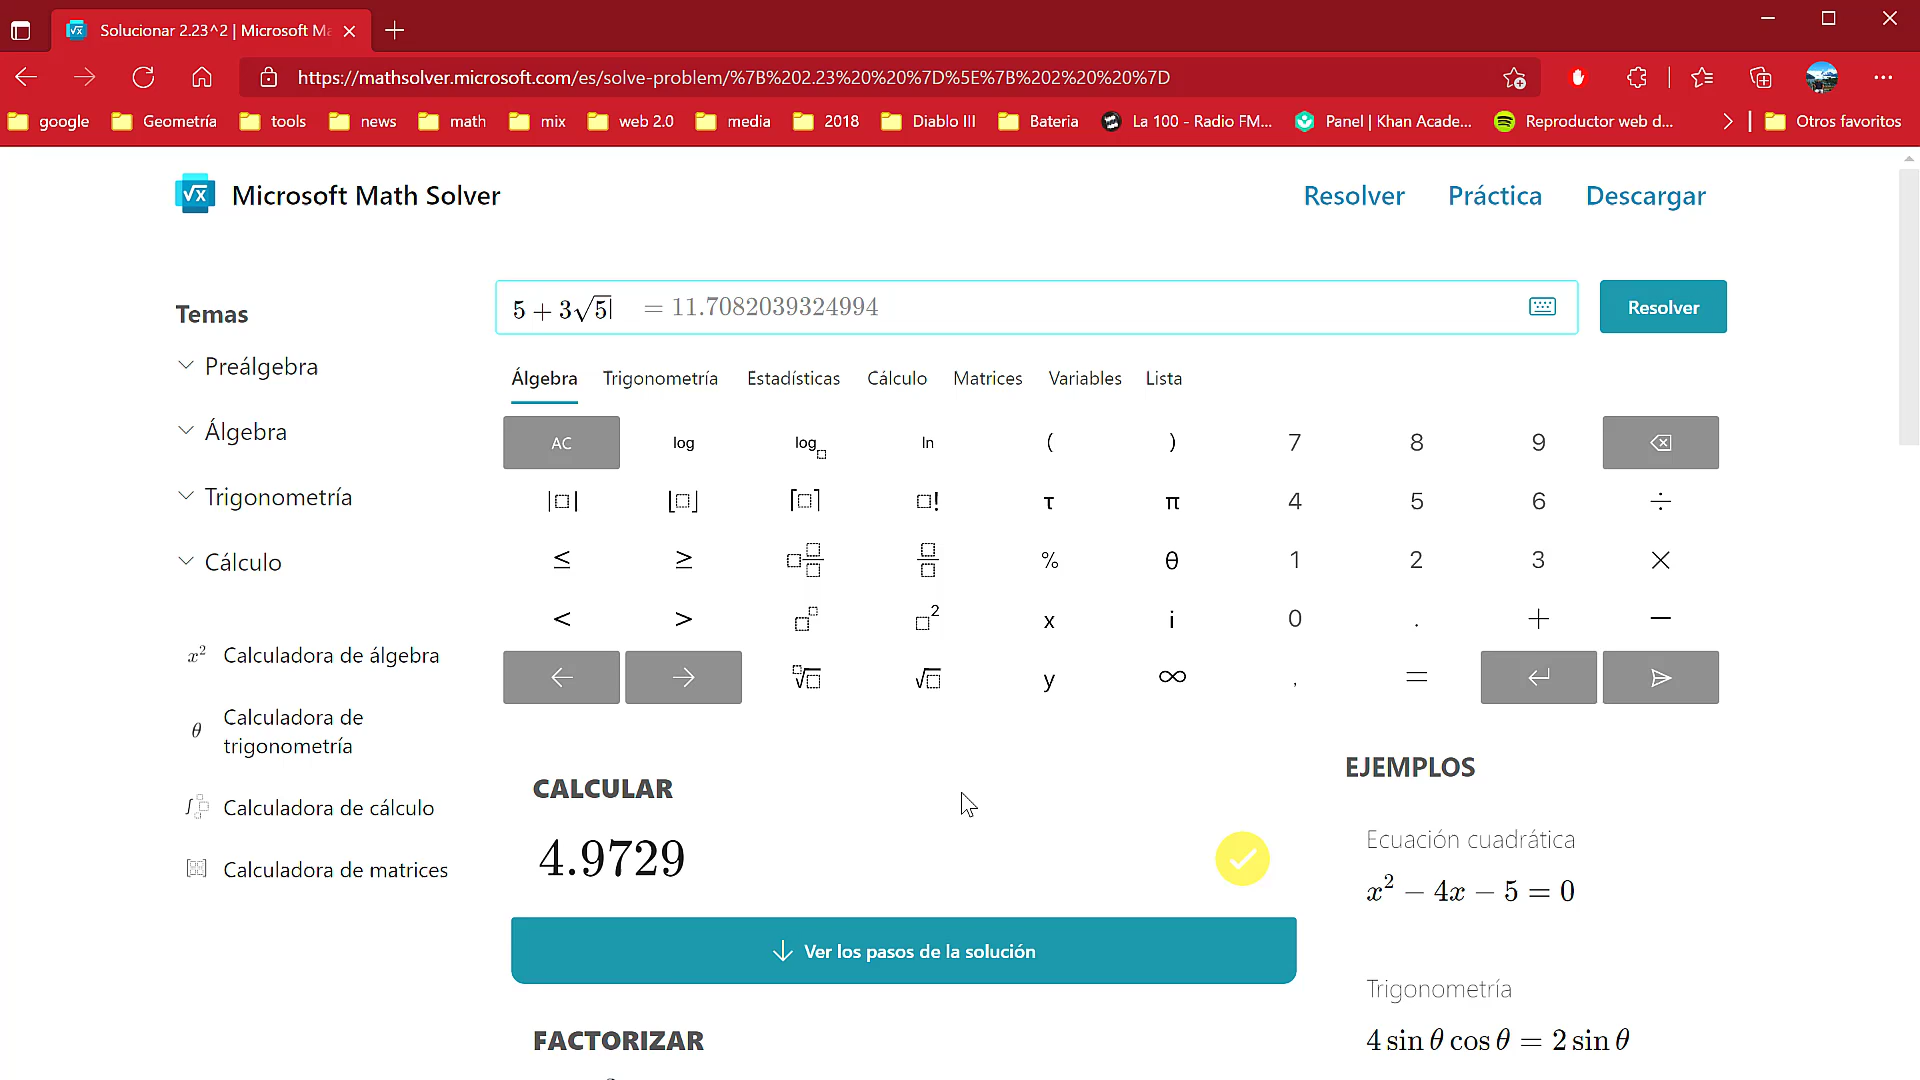 Solucionar 2.23^2 | Microsoft Ma
https://mathsolver.microsoft.com/es/solve-problem/%7B%202.23%20%20%7D%5E%7B%202%20%20%7D
google Geometría tools news math mix web 2.0 media 2018 Diablo III Bateria La 100 - Radio FM... Panel | Khan Acade... Reproductor web d... Otros favoritos
√x Microsoft Math Solver
Resolver Práctica Descargar
5 + 3√5 = 11.7082039324994
Resolver
Temas
Preálgebra
Álgebra
Trigonometría
Cálculo
x² Calculadora de álgebra
θ Calculadora de
trigonometría
Calculadora de cálculo
Calculadora de matrices
Álgebra Trigonometría Estadísticas Cálculo Matrices Variables Lista
AC log log□ ln ( ) 7 8 9
|□| ⌊□⌋ ⌈□⌉ □! τ π 4 5 6 ÷
≤ ≥ □□/□ □/□ % θ 1 2 3 ×
< > □^□ □² x i 0 . + −
← → □√□ √□ y ∞ , =
CALCULAR
4.9729
Ver los pasos de la solución
FACTORIZAR
EJEMPLOS
Ecuación cuadrática
x² − 4x − 5 = 0
Trigonometría
4 sin θ cos θ = 2 sin θ